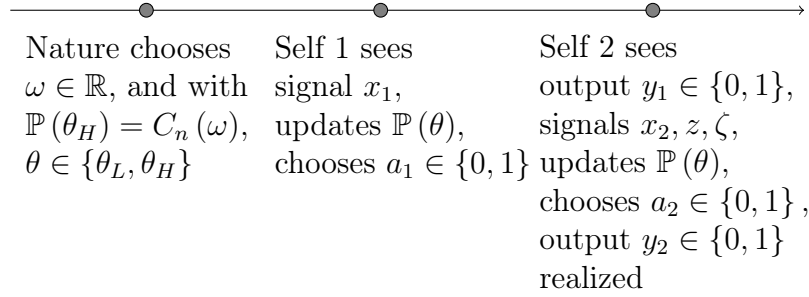 Nature chooses
ω ∈ ℝ, and with
ℙ (θ_H) = C_n (ω),
θ ∈ {θ_L, θ_H}
Self 1 sees
signal x_1,
updates ℙ (θ),
chooses a_1 ∈ {0, 1}
Self 2 sees
output y_1 ∈ {0, 1},
signals x_2, z, ζ,
updates ℙ (θ),
chooses a_2 ∈ {0, 1} ,
output y_2 ∈ {0, 1}
realized